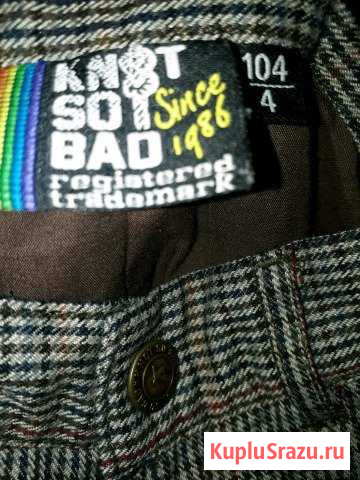 KNOT
SO
BAD
Since
1986
registered
trademark
104
4
KupluSrazu.ru